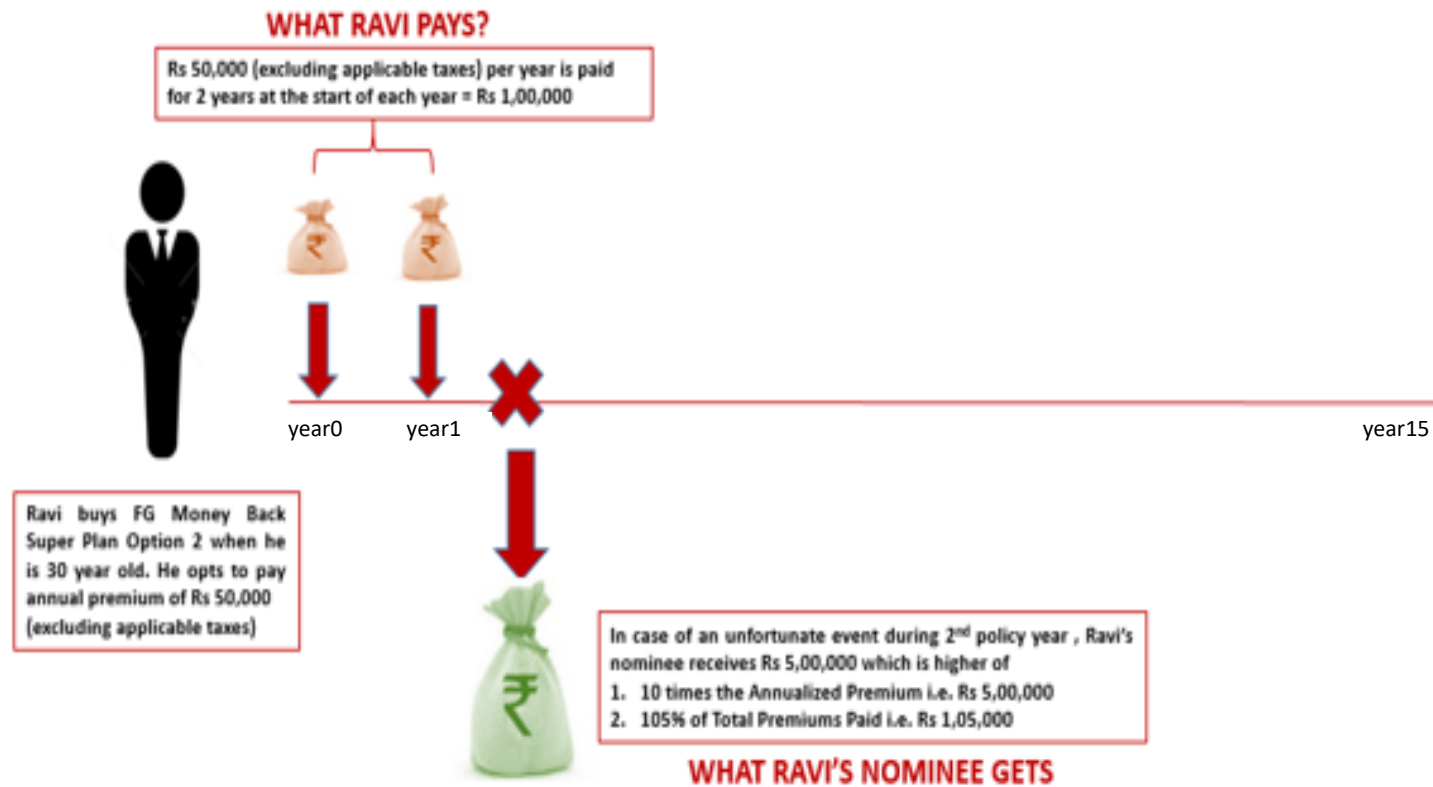 WHAT RAVI PAYS?
Rs 50,000 (excluding applicable taxes) per year is paid
for 2 years at the start of each year = Rs 1,00,000
₹
₹
year0
year1
year15
Ravi buys FG Money Back
Super Plan Option 2 when he
is 30 year old. He opts to pay
annual premium of Rs 50,000
(excluding applicable taxes)
₹
In case of an unfortunate event during 2nd policy year , Ravi's
nominee receives Rs 5,00,000 which is higher of
1. 10 times the Annualized Premium i.e. Rs 5,00,000
2. 105% of Total Premiums Paid i.e. Rs 1,05,000
WHAT RAVI'S NOMINEE GETS